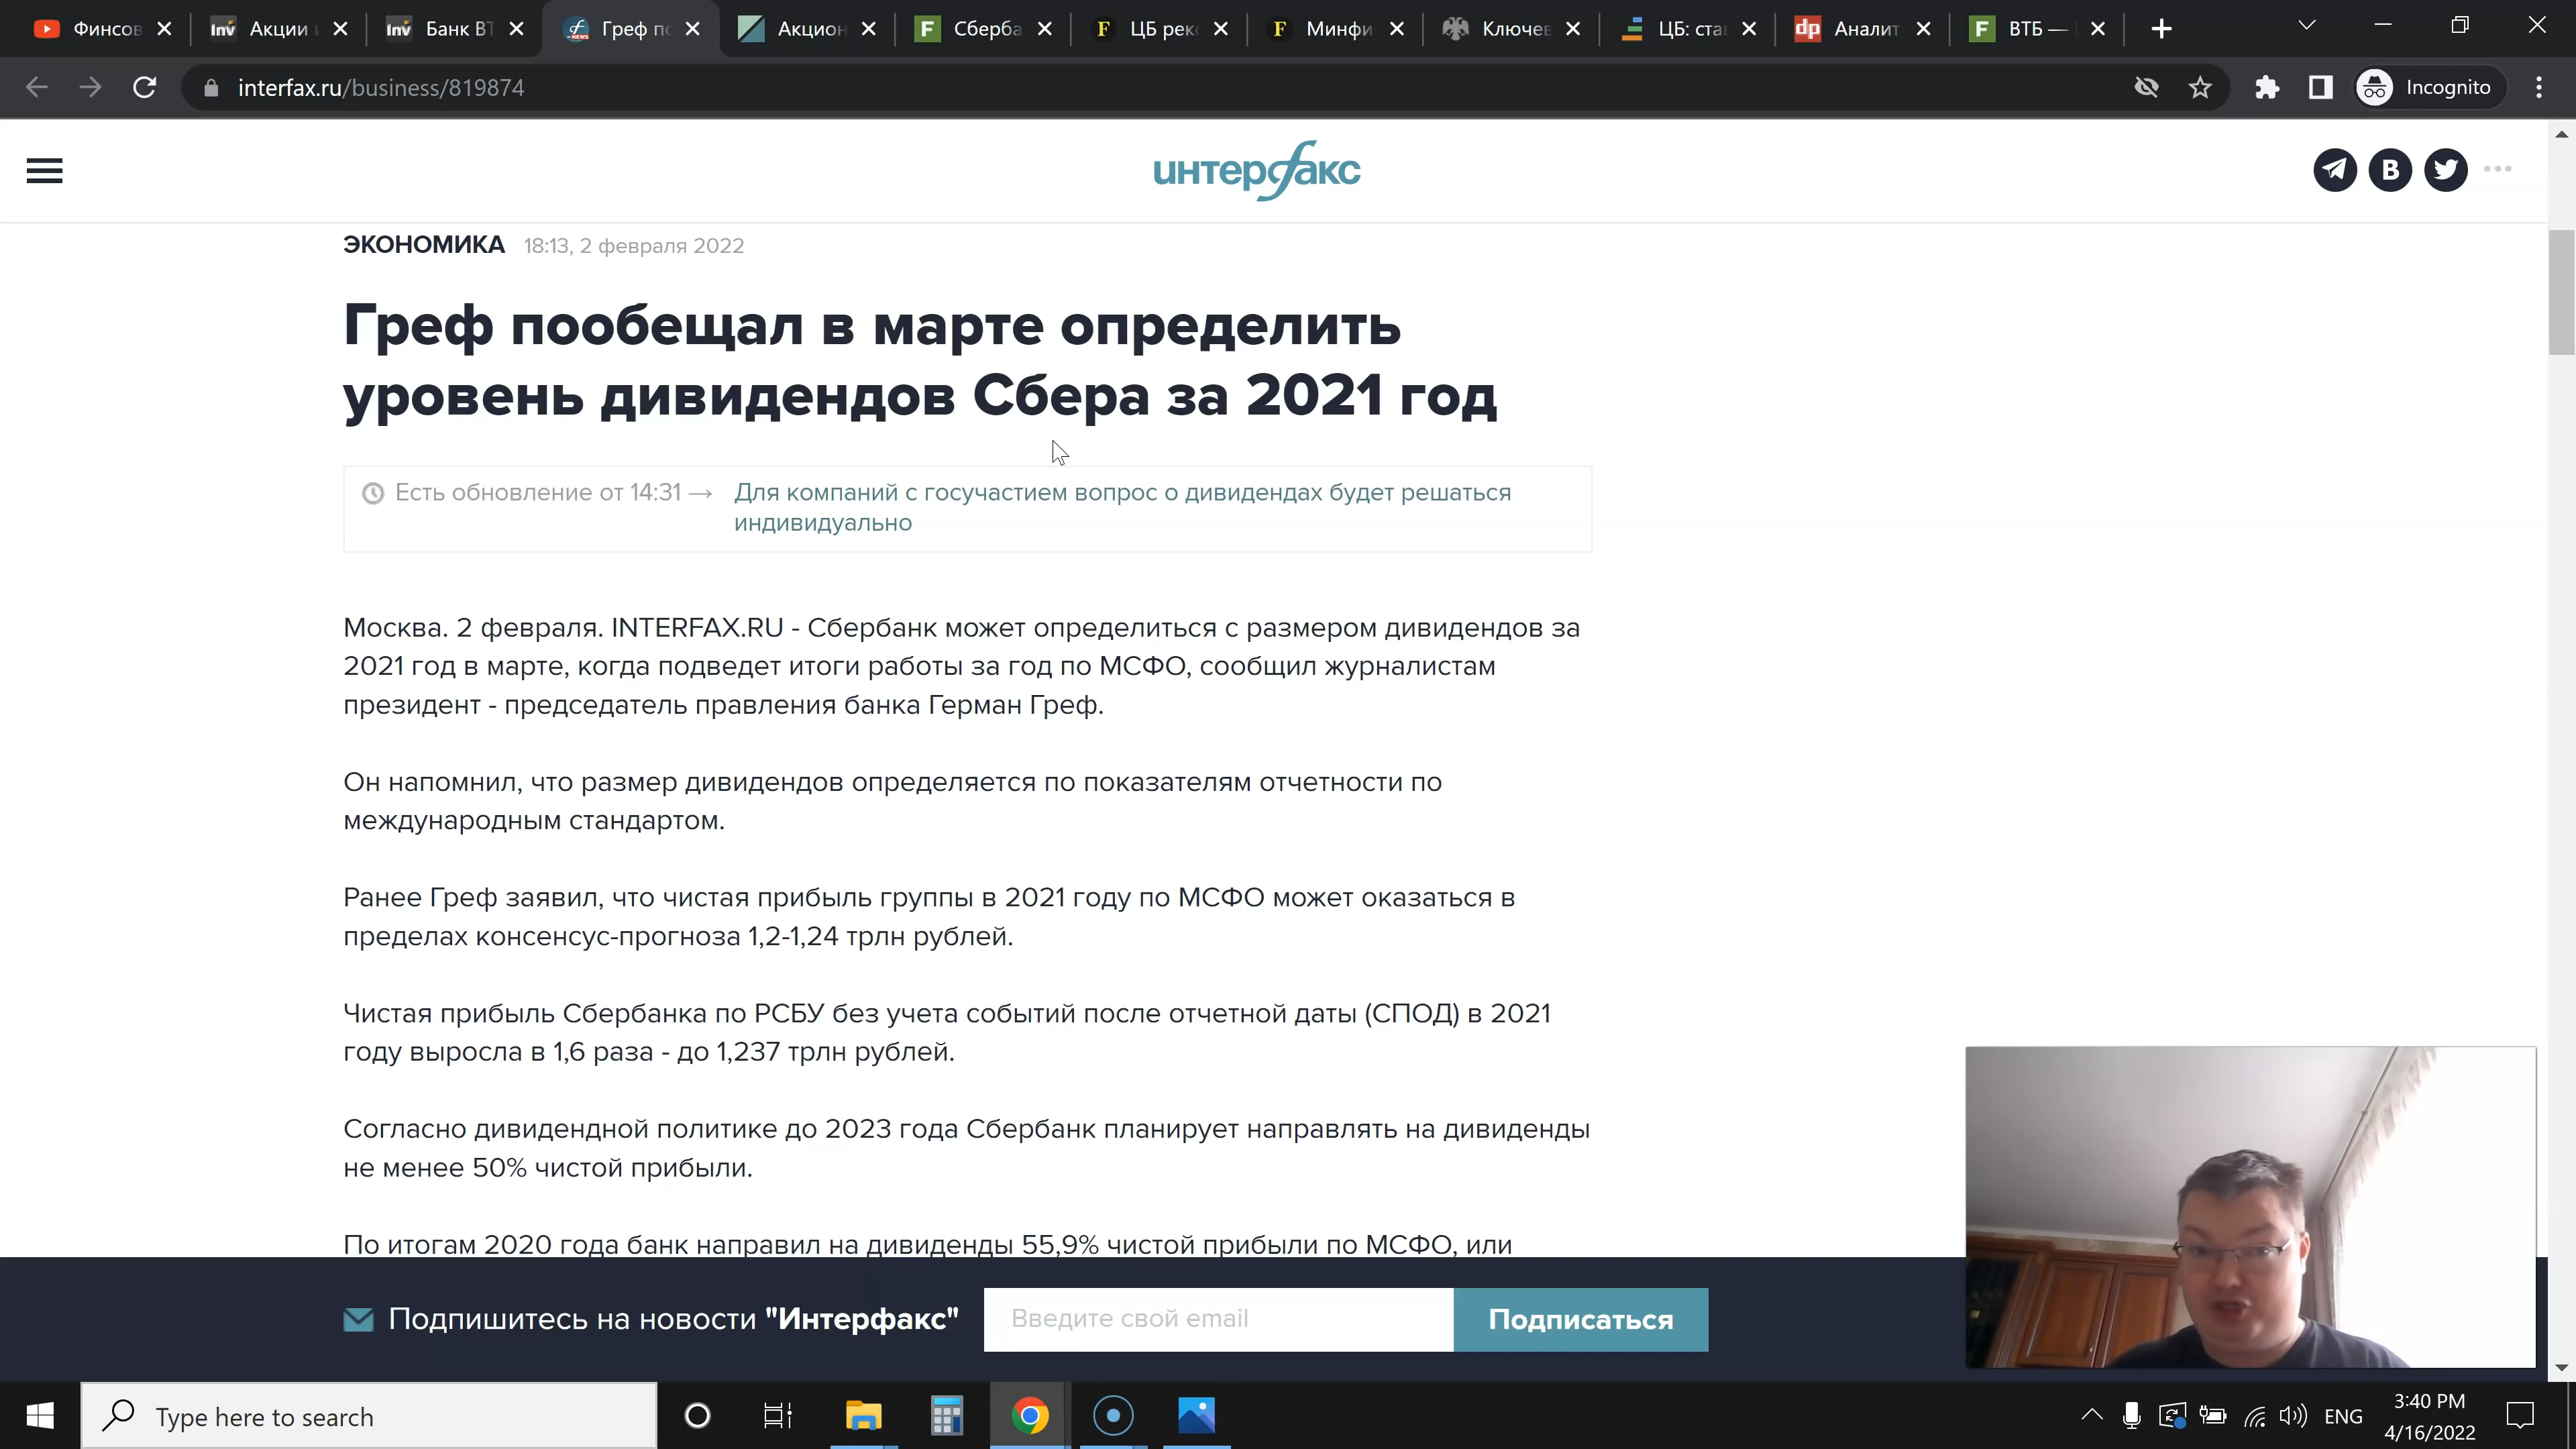 Финсов
Акции
Банк ВТ
Греф по
Акцион
Сберба
ЦБ рек
Минфи
Ключев
ЦБ: ста
Аналит
ВТБ —
interfax.ru/business/819874
Incognito
интерфакс
ЭКОНОМИКА 18:13, 2 февраля 2022
Греф пообещал в марте определить
уровень дивидендов Сбера за 2021 год
Есть обновление от 14:31 → Для компаний с госучастием вопрос о дивидендах будет решаться
индивидуально
Москва. 2 февраля. INTERFAX.RU - Сбербанк может определиться с размером дивидендов за
2021 год в марте, когда подведет итоги работы за год по МСФО, сообщил журналистам
президент - председатель правления банка Герман Греф.
Он напомнил, что размер дивидендов определяется по показателям отчетности по
международным стандартом.
Ранее Греф заявил, что чистая прибыль группы в 2021 году по МСФО может оказаться в
пределах консенсус-прогноза 1,2-1,24 трлн рублей.
Чистая прибыль Сбербанка по РСБУ без учета событий после отчетной даты (СПОД) в 2021
году выросла в 1,6 раза - до 1,237 трлн рублей.
Согласно дивидендной политике до 2023 года Сбербанк планирует направлять на дивиденды
не менее 50% чистой прибыли.
По итогам 2020 года банк направил на дивиденды 55,9% чистой прибыли по МСФО, или
Подпишитесь на новости "Интерфакс" Введите свой email Подписаться
Type here to search
ENG
3:40 PM
4/16/2022